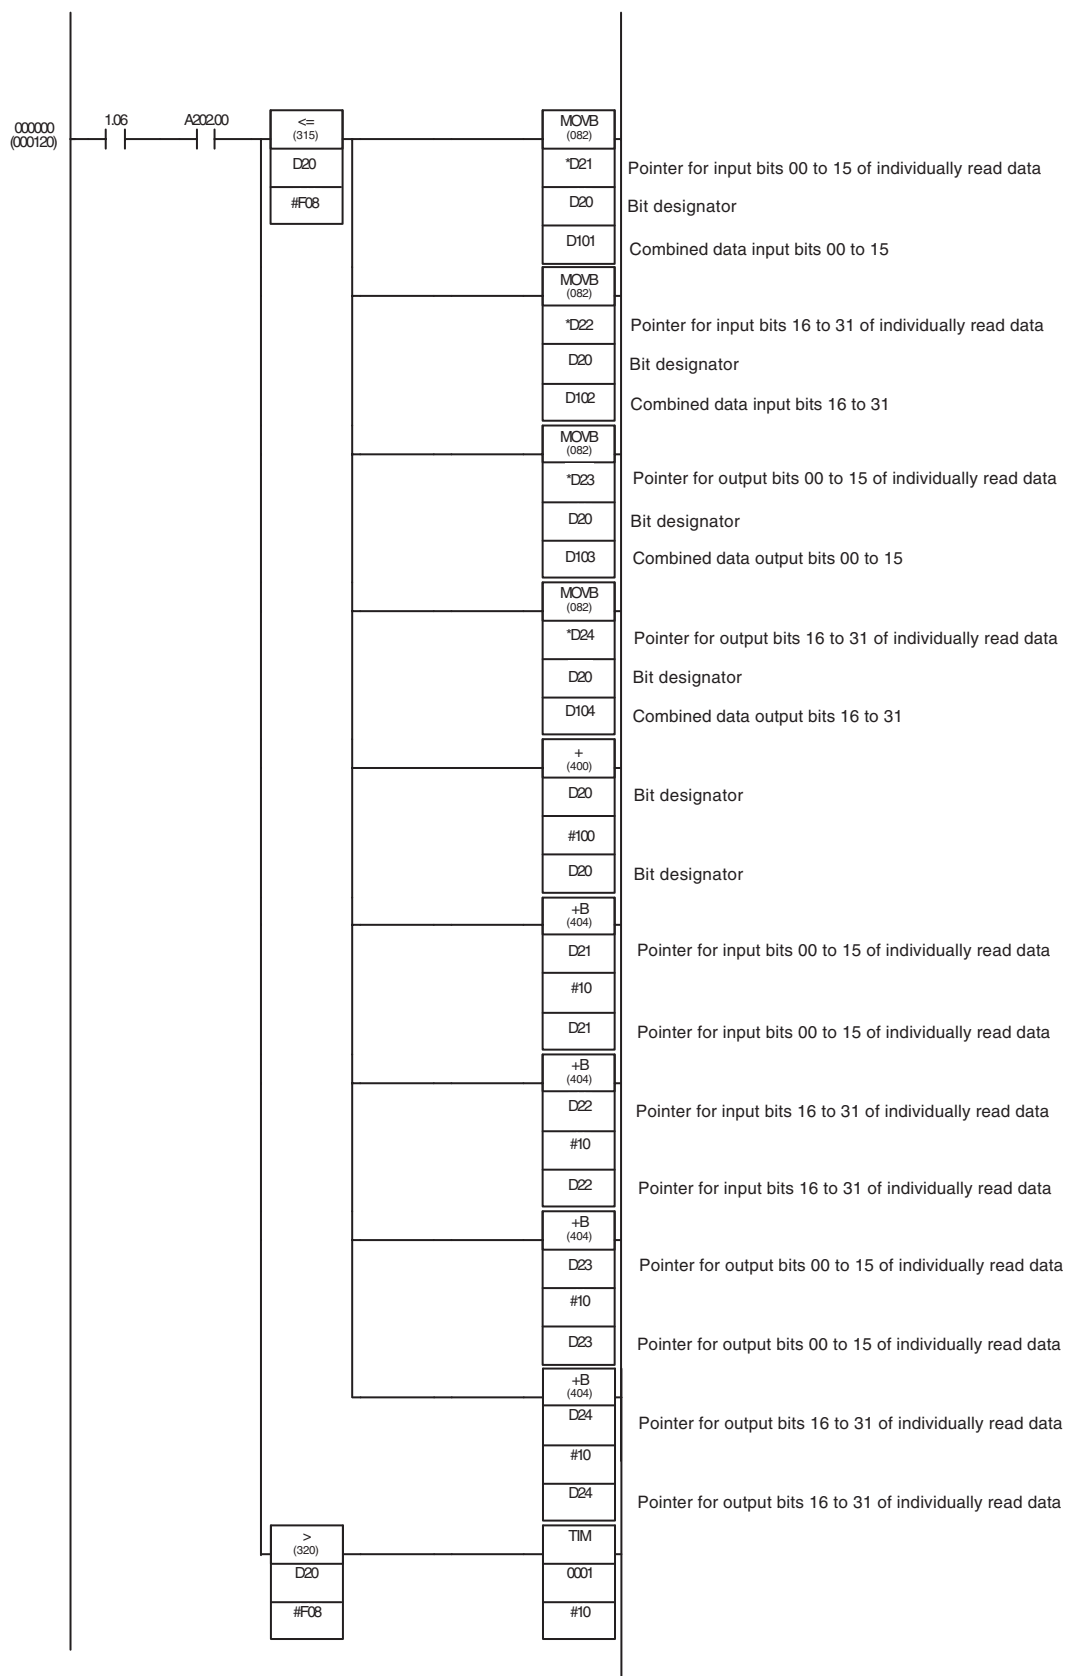 000000
(000120)
1.06
A202.00
<=
(315)
D20
#F08
MOVB
(082)
*D21 Pointer for input bits 00 to 15 of individually read data
D20 Bit designator
D101 Combined data input bits 00 to 15
MOVB
(082)
*D22 Pointer for input bits 16 to 31 of individually read data
D20 Bit designator
D102 Combined data input bits 16 to 31
MOVB
(082)
*D23 Pointer for output bits 00 to 15 of individually read data
D20 Bit designator
D103 Combined data output bits 00 to 15
MOVB
(082)
*D24 Pointer for output bits 16 to 31 of individually read data
D20 Bit designator
D104 Combined data output bits 16 to 31
+
(400)
D20 Bit designator
#100
D20 Bit designator
+B
(404)
D21 Pointer for input bits 00 to 15 of individually read data
#10
D21 Pointer for input bits 00 to 15 of individually read data
+B
(404)
D22 Pointer for input bits 16 to 31 of individually read data
#10
D22 Pointer for input bits 16 to 31 of individually read data
+B
(404)
D23 Pointer for output bits 00 to 15 of individually read data
#10
D23 Pointer for output bits 00 to 15 of individually read data
+B
(404)
D24 Pointer for output bits 16 to 31 of individually read data
#10
D24 Pointer for output bits 16 to 31 of individually read data
>
(320)
D20
#F08
TIM
0001
#10